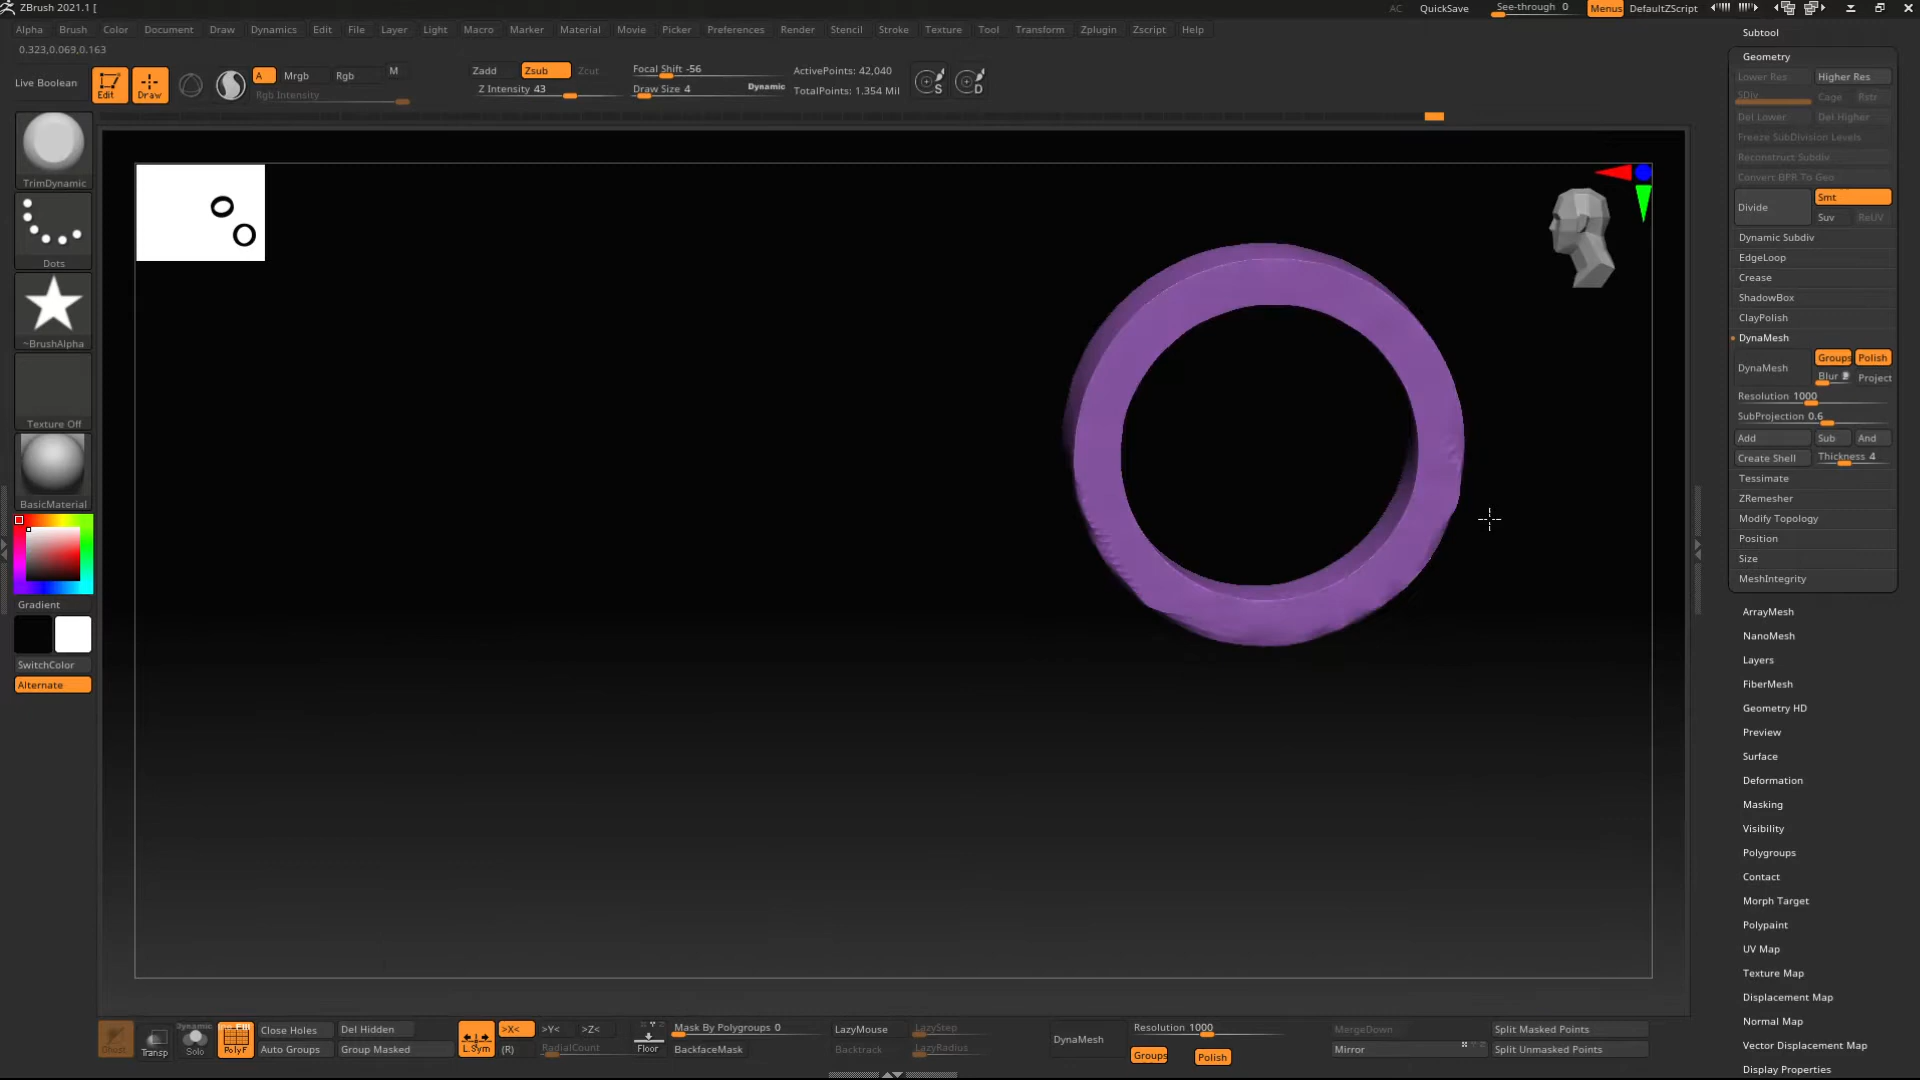 ZBrush 2021.1 [
AC QuickSave See-through 0 Menus DefaultZScript
Alpha Brush Color Document Draw Dynamics Edit File Layer Light Macro Marker Material Movie Picker Preferences Render Stencil Stroke Texture Tool Transform Zplugin Zscript Help
0.323,0.069,0.163
Live Boolean Edit Draw A Mrgb Rgb M
Rgb Intensity
Zadd Zsub Zcut
Z Intensity 43
Focal Shift -56
Draw Size 4 Dynamic
ActivePoints: 42,040
TotalPoints: 1.354 Mil
S D
TrimDynamic
Dots
~BrushAlpha
Texture Off
BasicMaterial
Gradient
SwitchColor
Alternate
Subtool
Geometry
Lower Res Higher Res
SDiv Cage Rstr
Del Lower Del Higher
Freeze SubDivision Levels
Reconstruct Subdiv
Convert BPR To Geo
Divide Smt
Suv ReUV
Dynamic Subdiv
EdgeLoop
Crease
ShadowBox
ClayPolish
DynaMesh
DynaMesh Groups Polish
Blur Project
Resolution 1000
SubProjection 0.6
Add Sub And
Create Shell Thickness 4
Tessimate
ZRemesher
Modify Topology
Position
Size
MeshIntegrity
ArrayMesh
NanoMesh
Layers
FiberMesh
Geometry HD
Preview
Surface
Deformation
Masking
Visibility
Polygroups
Contact
Morph Target
Polypaint
UV Map
Texture Map
Displacement Map
Normal Map
Vector Displacement Map
Display Properties
Ghost Transp Dynamic Solo PolyF
Close Holes Del Hidden
Auto Groups Group Masked
L.Sym >X< >Y< >Z<
(R) RadialCount
Floor
Mask By Polygroups 0
BackfaceMask
LazyMouse LazyStep
Backtrack LazyRadius
DynaMesh Resolution 1000
Groups Polish
MergeDown Split Masked Points
Mirror Split Unmasked Points